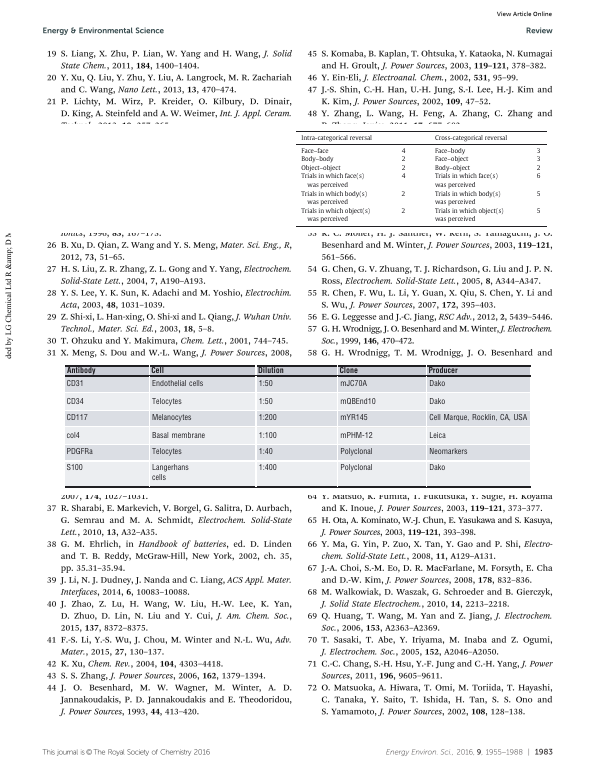 View Article Online
Energy & Environmental Science
Review
19 S. Liang, X. Zhu, P. Lian, W. Yang and H. Wang, J. Solid
State Chem., 2011, 184, 1400–1404.
20 Y. Xu, Q. Liu, Y. Zhu, Y. Liu, A. Langrock, M. R. Zachariah
and C. Wang, Nano Lett., 2013, 13, 470–474.
21 P. Lichty, M. Wirz, P. Kreider, O. Kilbury, D. Dinair,
D. King, A. Steinfeld and A. W. Weimer, Int. J. Appl. Ceram.
26 B. Xu, D. Qian, Z. Wang and Y. S. Meng, Mater. Sci. Eng., R,
2012, 73, 51–65.
27 H. S. Liu, Z. R. Zhang, Z. L. Gong and Y. Yang, Electrochem.
Solid-State Lett., 2004, 7, A190–A193.
28 Y. S. Lee, Y. K. Sun, K. Adachi and M. Yoshio, Electrochim.
Acta, 2003, 48, 1031–1039.
29 Z. Shi-xi, L. Han-xing, O. Shi-xi and L. Qiang, J. Wuhan Univ.
Technol., Mater. Sci. Ed., 2003, 18, 5–8.
30 T. Ohzuku and Y. Makimura, Chem. Lett., 2001, 744–745.
31 X. Meng, S. Dou and W.-L. Wang, J. Power Sources, 2008,
2007, 174, 1027–1031.
37 R. Sharabi, E. Markevich, V. Borgel, G. Salitra, D. Aurbach,
G. Semrau and M. A. Schmidt, Electrochem. Solid-State
Lett., 2010, 13, A32–A35.
38 G. M. Ehrlich, in Handbook of batteries, ed. D. Linden
and T. B. Reddy, McGraw-Hill, New York, 2002, ch. 35,
pp. 35.31–35.94.
39 J. Li, N. J. Dudney, J. Nanda and C. Liang, ACS Appl. Mater.
Interfaces, 2014, 6, 10083–10088.
40 J. Zhao, Z. Lu, H. Wang, W. Liu, H.-W. Lee, K. Yan,
D. Zhuo, D. Lin, N. Liu and Y. Cui, J. Am. Chem. Soc.,
2015, 137, 8372–8375.
41 F.-S. Li, Y.-S. Wu, J. Chou, M. Winter and N.-L. Wu, Adv.
Mater., 2015, 27, 130–137.
42 K. Xu, Chem. Rev., 2004, 104, 4303–4418.
43 S. S. Zhang, J. Power Sources, 2006, 162, 1379–1394.
44 J. O. Besenhard, M. W. Wagner, M. Winter, A. D.
Jannakoudakis, P. D. Jannakoudakis and E. Theodoridou,
J. Power Sources, 1993, 44, 413–420.
45 S. Komaba, B. Kaplan, T. Ohtsuka, Y. Kataoka, N. Kumagai
and H. Groult, J. Power Sources, 2003, 119–121, 378–382.
46 Y. Ein-Eli, J. Electroanal. Chem., 2002, 531, 95–99.
47 J.-S. Shin, C.-H. Han, U.-H. Jung, S.-I. Lee, H.-J. Kim and
K. Kim, J. Power Sources, 2002, 109, 47–52.
48 Y. Zhang, L. Wang, H. Feng, A. Zhang, C. Zhang and
Intra-categorical reversal Cross-categorical reversal
Face–face 4 Face–body 3
Body–body 2 Face–object 3
Object–object 2 Body–object 2
Trials in which face(s) 4 Trials in which face(s) 6
was perceived was perceived
Trials in which body(s) 2 Trials in which body(s) 5
was perceived was perceived
Trials in which object(s) 2 Trials in which object(s) 5
was perceived was perceived
Besenhard and M. Winter, J. Power Sources, 2003, 119–121,
561–566.
54 G. Chen, G. V. Zhuang, T. J. Richardson, G. Liu and J. P. N.
Ross, Electrochem. Solid-State Lett., 2005, 8, A344–A347.
55 R. Chen, F. Wu, L. Li, Y. Guan, X. Qiu, S. Chen, Y. Li and
S. Wu, J. Power Sources, 2007, 172, 395–403.
56 E. G. Leggesse and J.-C. Jiang, RSC Adv., 2012, 2, 5439–5446.
57 G. H. Wrodnigg, J. O. Besenhard and M. Winter, J. Electrochem.
Soc., 1999, 146, 470–472.
58 G. H. Wrodnigg, T. M. Wrodnigg, J. O. Besenhard and
Antibody Cell Dilution Clone Producer
CD31 Endothelial cells 1:50 mJC70A Dako
CD34 Telocytes 1:50 mQBEnd10 Dako
CD117 Melanocytes 1:200 mYR145 Cell Marque, Rocklin, CA, USA
col4 Basal membrane 1:100 mPHM-12 Leica
PDGFRa Telocytes 1:40 Polyclonal Neomarkers
S100 Langerhans 1:400 Polyclonal Dako
cells
64 Y. Matsuo, K. Fumita, T. Fukutsuka, Y. Sugie, H. Koyama
and K. Inoue, J. Power Sources, 2003, 119–121, 373–377.
65 H. Ota, A. Kominato, W.-J. Chun, E. Yasukawa and S. Kasuya,
J. Power Sources, 2003, 119–121, 393–398.
66 Y. Ma, G. Yin, P. Zuo, X. Tan, Y. Gao and P. Shi, Electro-
chem. Solid-State Lett., 2008, 11, A129–A131.
67 J.-A. Choi, S.-M. Eo, D. R. MacFarlane, M. Forsyth, E. Cha
and D.-W. Kim, J. Power Sources, 2008, 178, 832–836.
68 M. Walkowiak, D. Waszak, G. Schroeder and B. Gierczyk,
J. Solid State Electrochem., 2010, 14, 2213–2218.
69 Q. Huang, T. Wang, M. Yan and Z. Jiang, J. Electrochem.
Soc., 2006, 153, A2363–A2369.
70 T. Sasaki, T. Abe, Y. Iriyama, M. Inaba and Z. Ogumi,
J. Electrochem. Soc., 2005, 152, A2046–A2050.
71 C.-C. Chang, S.-H. Hsu, Y.-F. Jung and C.-H. Yang, J. Power
Sources, 2011, 196, 9605–9611.
72 O. Matsuoka, A. Hiwara, T. Omi, M. Toriida, T. Hayashi,
C. Tanaka, Y. Saito, T. Ishida, H. Tan, S. S. Ono and
S. Yamamoto, J. Power Sources, 2002, 108, 128–138.
ded by LG Chemical Ltd R &amp; D
This journal is © The Royal Society of Chemistry 2016
Energy Environ. Sci., 2016, 9, 1955–1988 | 1983